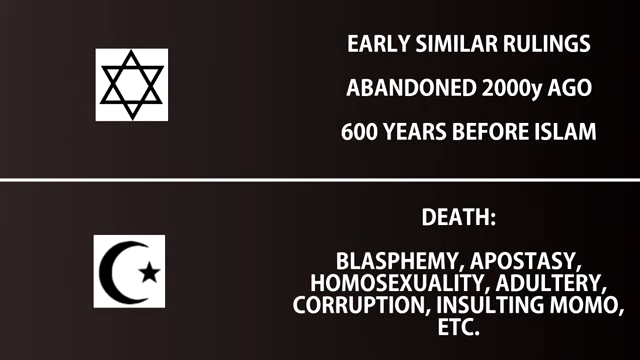 EARLY SIMILAR RULINGS
ABANDONED 2000y AGO
600 YEARS BEFORE ISLAM
DEATH:
BLASPHEMY, APOSTASY,
HOMOSEXUALITY, ADULTERY,
CORRUPTION, INSULTING MOMO,
ETC.